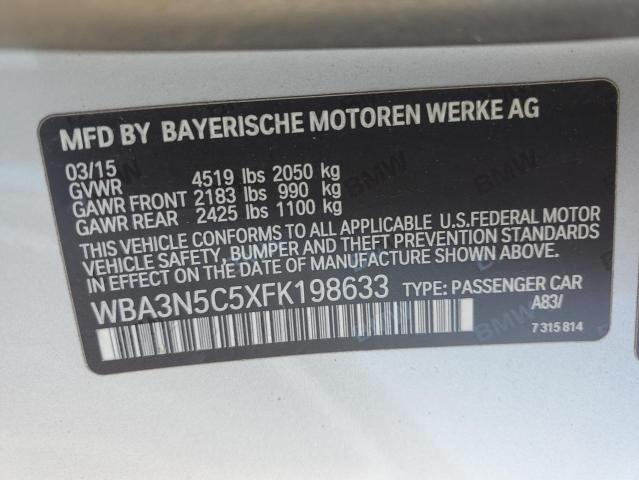 MFD BY BAYERISCHE MOTOREN WERKE AG
03/15
GVWR 4519 lbs 2050 kg
GAWR FRONT 2183 lbs 990 kg
GAWR REAR 2425 lbs 1100 kg
THIS VEHICLE CONFORMS TO ALL APPLICABLE U.S.FEDERAL MOTOR
VEHICLE SAFETY, BUMPER AND THEFT PREVENTION STANDARDS
IN EFFECT ON THE DATE OF MANUFACTURE SHOWN ABOVE.
WBA3N5C5XFK198633 TYPE: PASSENGER CAR
A83/
7 315 814